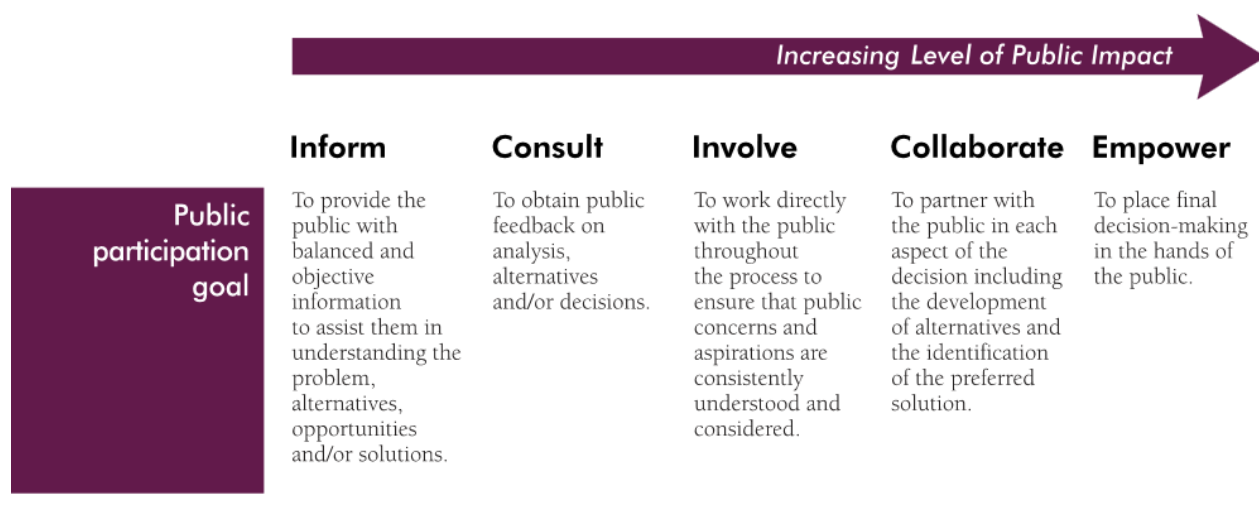 Increasing Level of Public Impact
Inform
Consult
Involve
Collaborate
Empower
Public
participation
goal
To provide the
public with
balanced and
objective
information
to assist them in
understanding the
problem,
alternatives,
opportunities
and/or solutions.
To obtain public
feedback on
analysis,
alternatives
and/or decisions.
To work directly
with the public
throughout
the process to
ensure that public
concerns and
aspirations are
consistently
understood and
considered.
To partner with
the public in each
aspect of the
decision including
the development
of alternatives and
the identification
of the preferred
solution.
To place final
decision-making
in the hands of
the public.